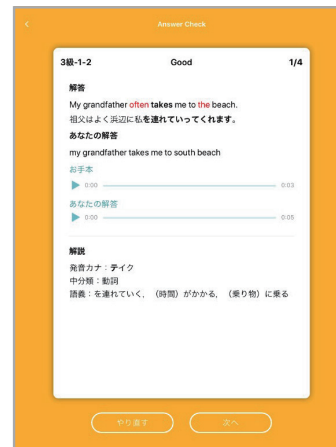 Answer Check
3級-1-2 Good 1/4
解答
My grandfather often takes me to the beach.
祖父はよく浜辺に私を連れていってくれます。
あなたの解答
my grandfather takes me to south beach
お手本
0:00 0:03
あなたの解答
0:00 0:05
解説
発音カナ：テイク
中分類：動詞
語義：を連れていく，（時間）がかかる，（乗り物）に乗る
やり直す 次へ